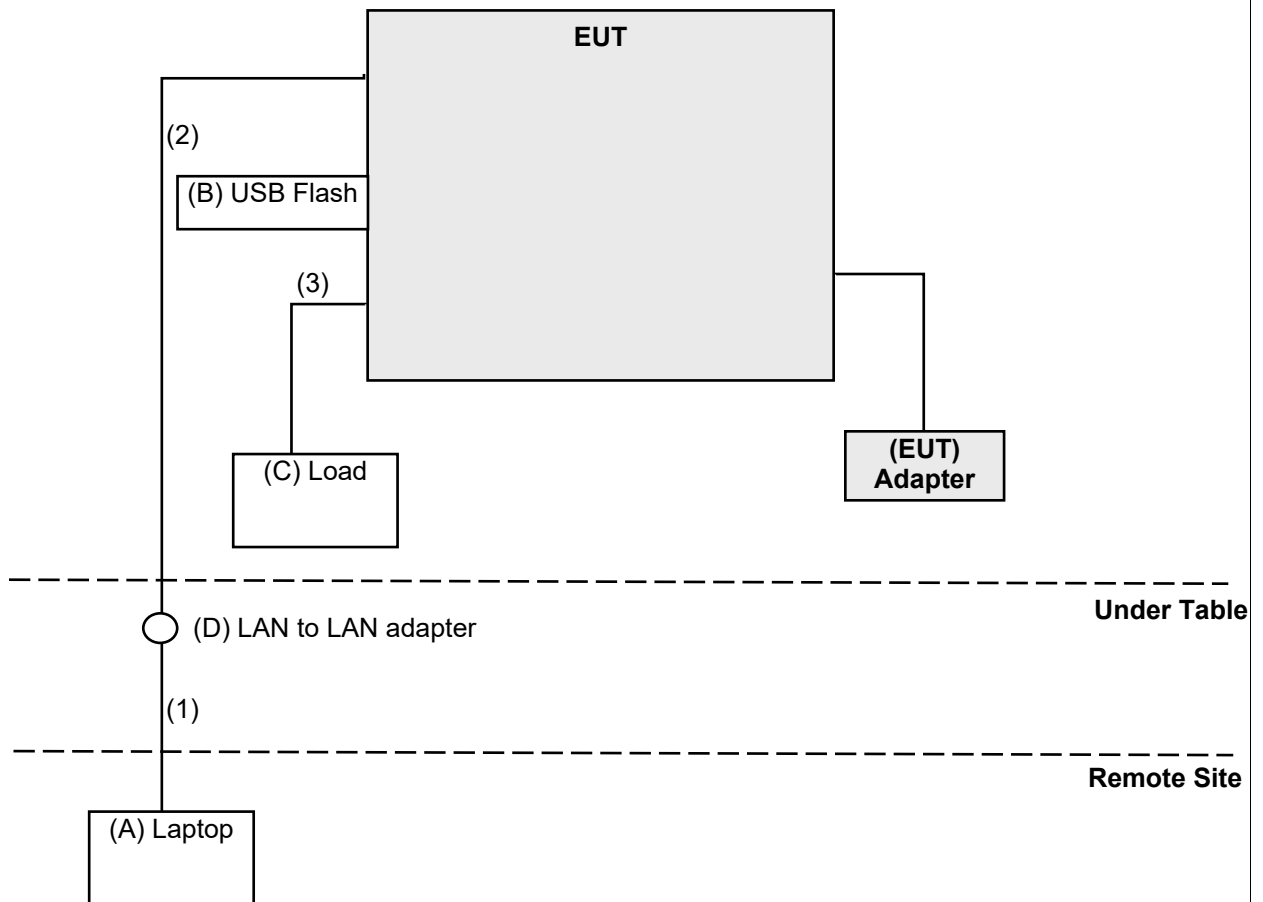 EUT
(2)
(B) USB Flash
(3)
(EUT)
Adapter
(C) Load
Under Table
(D) LAN to LAN adapter
(1)
Remote Site
(A) Laptop